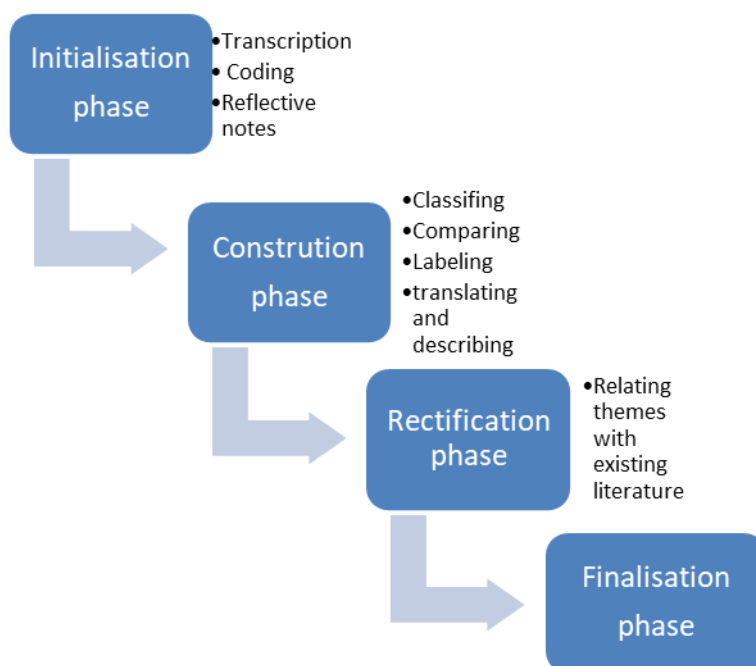 Initialisation
phase
•Transcription
• Coding
•Reflective
notes
Constrution
phase
•Classifing
•Comparing
•Labeling
•translating
and
describing
Rectification
phase
•Relating
themes
with
existing
literature
Finalisation
phase